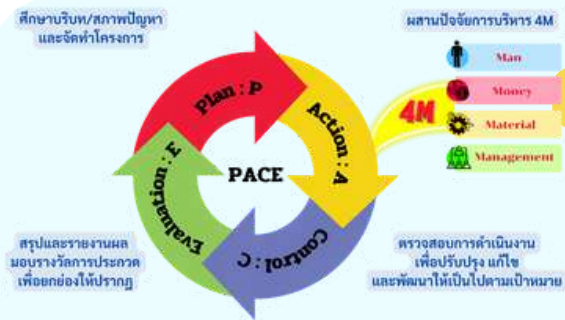 ศึกษาบริบท/สภาพปัญหา
และจัดทำโครงการ
ผสานปัจจัยการบริหาร 4M
Man
Money
Material
Management
4M
Plan : P
Action : A
PACE
Evaluation : E
Control : C
สรุปและรายงานผล
มอบรางวัลการประกวด
เพื่อยกย่องให้ปรากฏ
ตรวจสอบการดำเนินงาน
เพื่อปรับปรุง แก้ไข
และพัฒนาให้เป็นไปตามเป้าหมาย